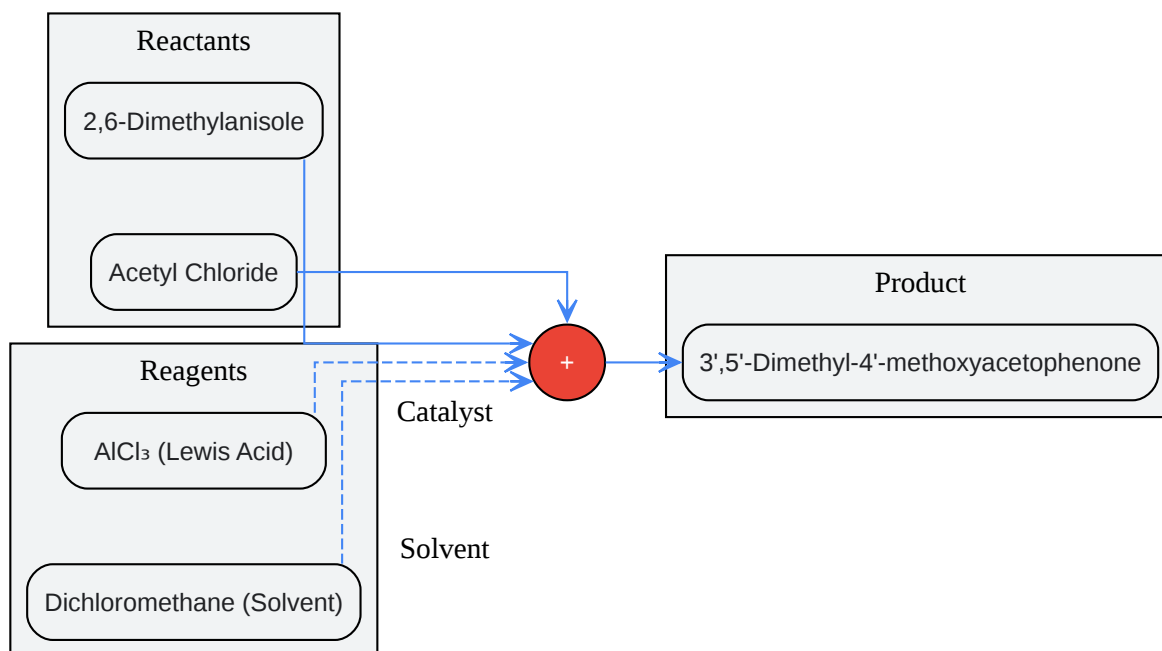 Reactants
2,6-Dimethylanisole
Acetyl Chloride
Product
3',5'-Dimethyl-4'-methoxyacetophenone
+
Reagents
Catalyst
AlCl₃ (Lewis Acid)
Solvent
Dichloromethane (Solvent)